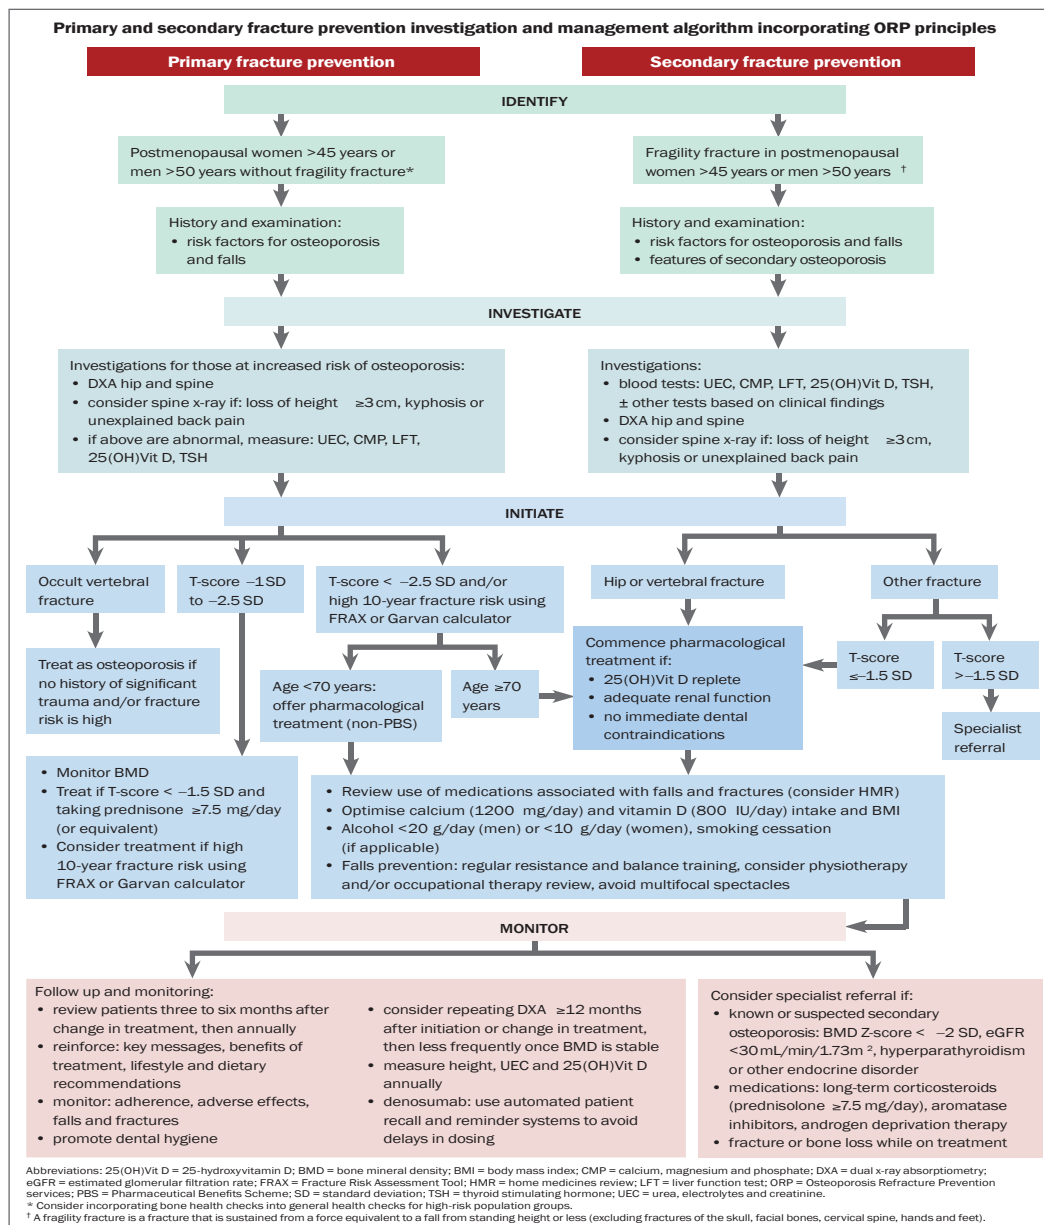 Primary and secondary fracture prevention investigation and management algorithm incorporating ORP principles
Primary fracture prevention
Secondary fracture prevention
IDENTIFY
Postmenopausal women >45 years or
men >50 years without fragility fracture*
Fragility fracture in postmenopausal
women >45 years or men >50 years †
History and examination:
• risk factors for osteoporosis
and falls
History and examination:
• risk factors for osteoporosis and falls
• features of secondary osteoporosis
INVESTIGATE
Investigations for those at increased risk of osteoporosis:
• DXA hip and spine
• consider spine x-ray if: loss of height ≥3 cm, kyphosis or
unexplained back pain
• if above are abnormal, measure: UEC, CMP, LFT,
25(OH)Vit D, TSH
Investigations:
• blood tests: UEC, CMP, LFT, 25(OH)Vit D, TSH,
± other tests based on clinical findings
• DXA hip and spine
• consider spine x-ray if: loss of height ≥3 cm,
kyphosis or unexplained back pain
INITIATE
Occult vertebral
fracture
T-score −1 SD
to −2.5 SD
T-score < −2.5 SD and/or
high 10-year fracture risk using
FRAX or Garvan calculator
Hip or vertebral fracture
Other fracture
Treat as osteoporosis if
no history of significant
trauma and/or fracture
risk is high
Age <70 years:
offer pharmacological
treatment (non-PBS)
Age ≥70
years
Commence pharmacological
treatment if:
• 25(OH)Vit D replete
• adequate renal function
• no immediate dental
contraindications
T-score
≤−1.5 SD
T-score
>−1.5 SD
Specialist
referral
• Monitor BMD
• Treat if T-score < −1.5 SD and
taking prednisone ≥7.5 mg/day
(or equivalent)
• Consider treatment if high
10-year fracture risk using
FRAX or Garvan calculator
• Review use of medications associated with falls and fractures (consider HMR)
• Optimise calcium (1200 mg/day) and vitamin D (800 IU/day) intake and BMI
• Alcohol <20 g/day (men) or <10 g/day (women), smoking cessation
(if applicable)
• Falls prevention: regular resistance and balance training, consider physiotherapy
and/or occupational therapy review, avoid multifocal spectacles
MONITOR
Follow up and monitoring:
• review patients three to six months after
change in treatment, then annually
• reinforce: key messages, benefits of
treatment, lifestyle and dietary
recommendations
• monitor: adherence, adverse effects,
falls and fractures
• promote dental hygiene
• consider repeating DXA ≥12 months
after initiation or change in treatment,
then less frequently once BMD is stable
• measure height, UEC and 25(OH)Vit D
annually
• denosumab: use automated patient
recall and reminder systems to avoid
delays in dosing
Consider specialist referral if:
• known or suspected secondary
osteoporosis: BMD Z-score < −2 SD, eGFR
<30 mL/min/1.73m ², hyperparathyroidism
or other endocrine disorder
• medications: long-term corticosteroids
(prednisolone ≥7.5 mg/day), aromatase
inhibitors, androgen deprivation therapy
• fracture or bone loss while on treatment
Abbreviations: 25(OH)Vit D = 25-hydroxyvitamin D; BMD = bone mineral density; BMI = body mass index; CMP = calcium, magnesium and phosphate; DXA = dual x-ray absorptiometry;
eGFR = estimated glomerular filtration rate; FRAX = Fracture Risk Assessment Tool; HMR = home medicines review; LFT = liver function test; ORP = Osteoporosis Refracture Prevention
services; PBS = Pharmaceutical Benefits Scheme; SD = standard deviation; TSH = thyroid stimulating hormone; UEC = urea, electrolytes and creatinine.
* Consider incorporating bone health checks into general health checks for high-risk population groups.
† A fragility fracture is a fracture that is sustained from a force equivalent to a fall from standing height or less (excluding fractures of the skull, facial bones, cervical spine, hands and feet).